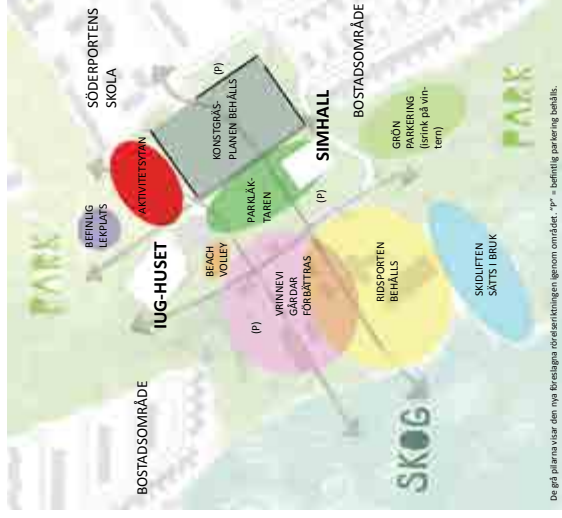 SÖDERPORTENS
SKOLA
PARK
BEFINLIG
LEKPLATS
AKTIVITETSYTAN
(P)
KONSTGRÄS-
PLANEN BEHÅLLS
IUG-HUSET
BEACH
VOLLEY
PARKLÄK-
TAREN
SIMHALL
BOSTADSOMRÅDE
(P)
BOSTADSOMRÅDE
(P)
VRINNEVI
GÅRDAR
FÖRBÄTTRAS
GRÖN
PARKERING
(isrink på vin-
tern)
PARK
RIDSPORTEN
BEHÅLLS
SKIDLIFTEN
SÄTTS I BRUK
SKOG
De grå pilarna visar den nya föreslagna rörelseriktningen igenom området. "P" = befintlig parkering behålls.